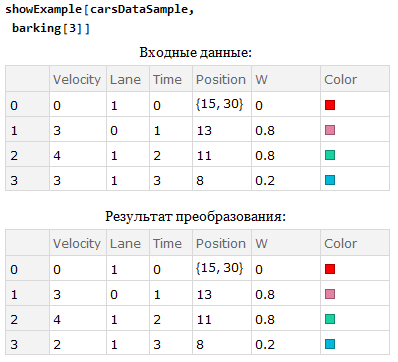 showExample[carsDataSample,
barking[3]]
Входные данные:
Velocity Lane Time Position W Color
0 0 1 0 {15, 30} 0
1 3 0 1 13 0.8
2 4 1 2 11 0.8
3 3 1 3 8 0.2
Результат преобразования:
Velocity Lane Time Position W Color
0 0 1 0 {15, 30} 0
1 3 0 1 13 0.8
2 4 1 2 11 0.8
3 2 1 3 8 0.2